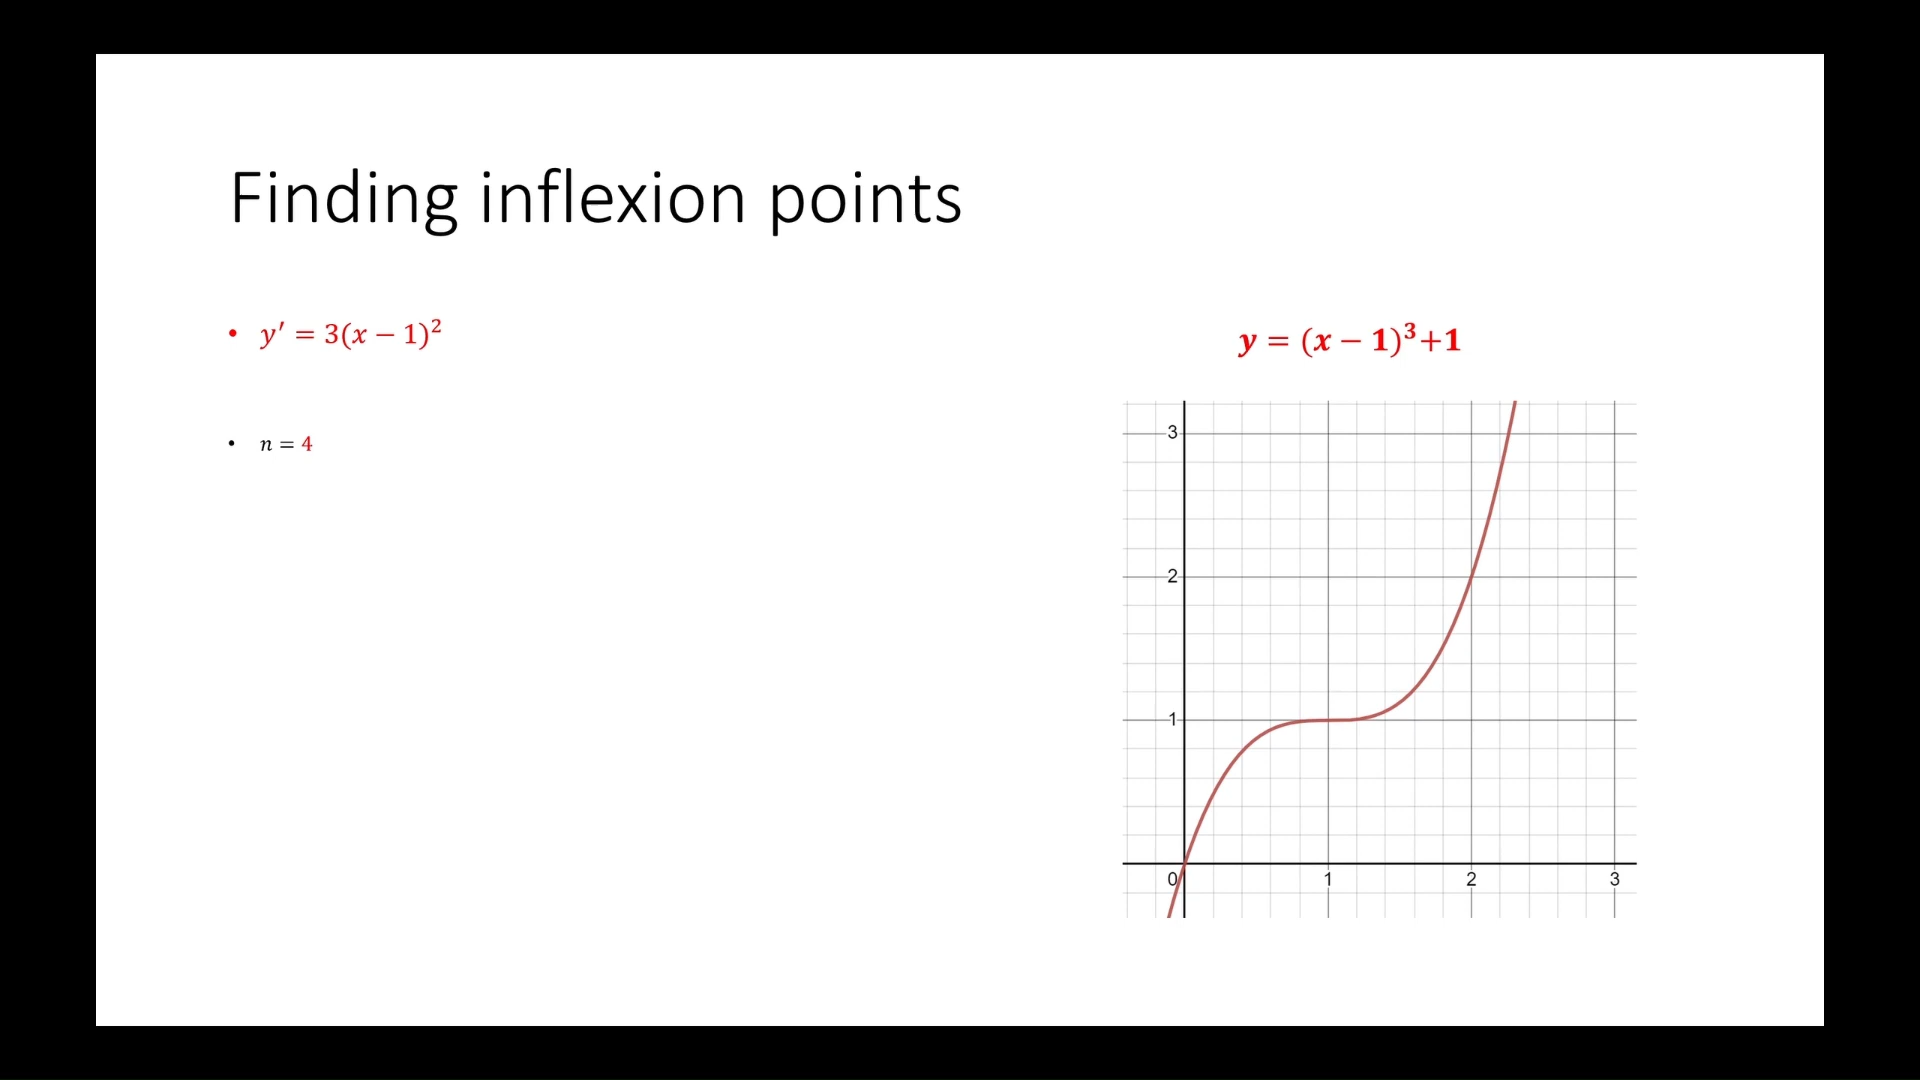 Finding inflexion points
• y′ = 3(x − 1)²
• n = 4
y = (x − 1)³+1
3
2
1
0 1 2 3